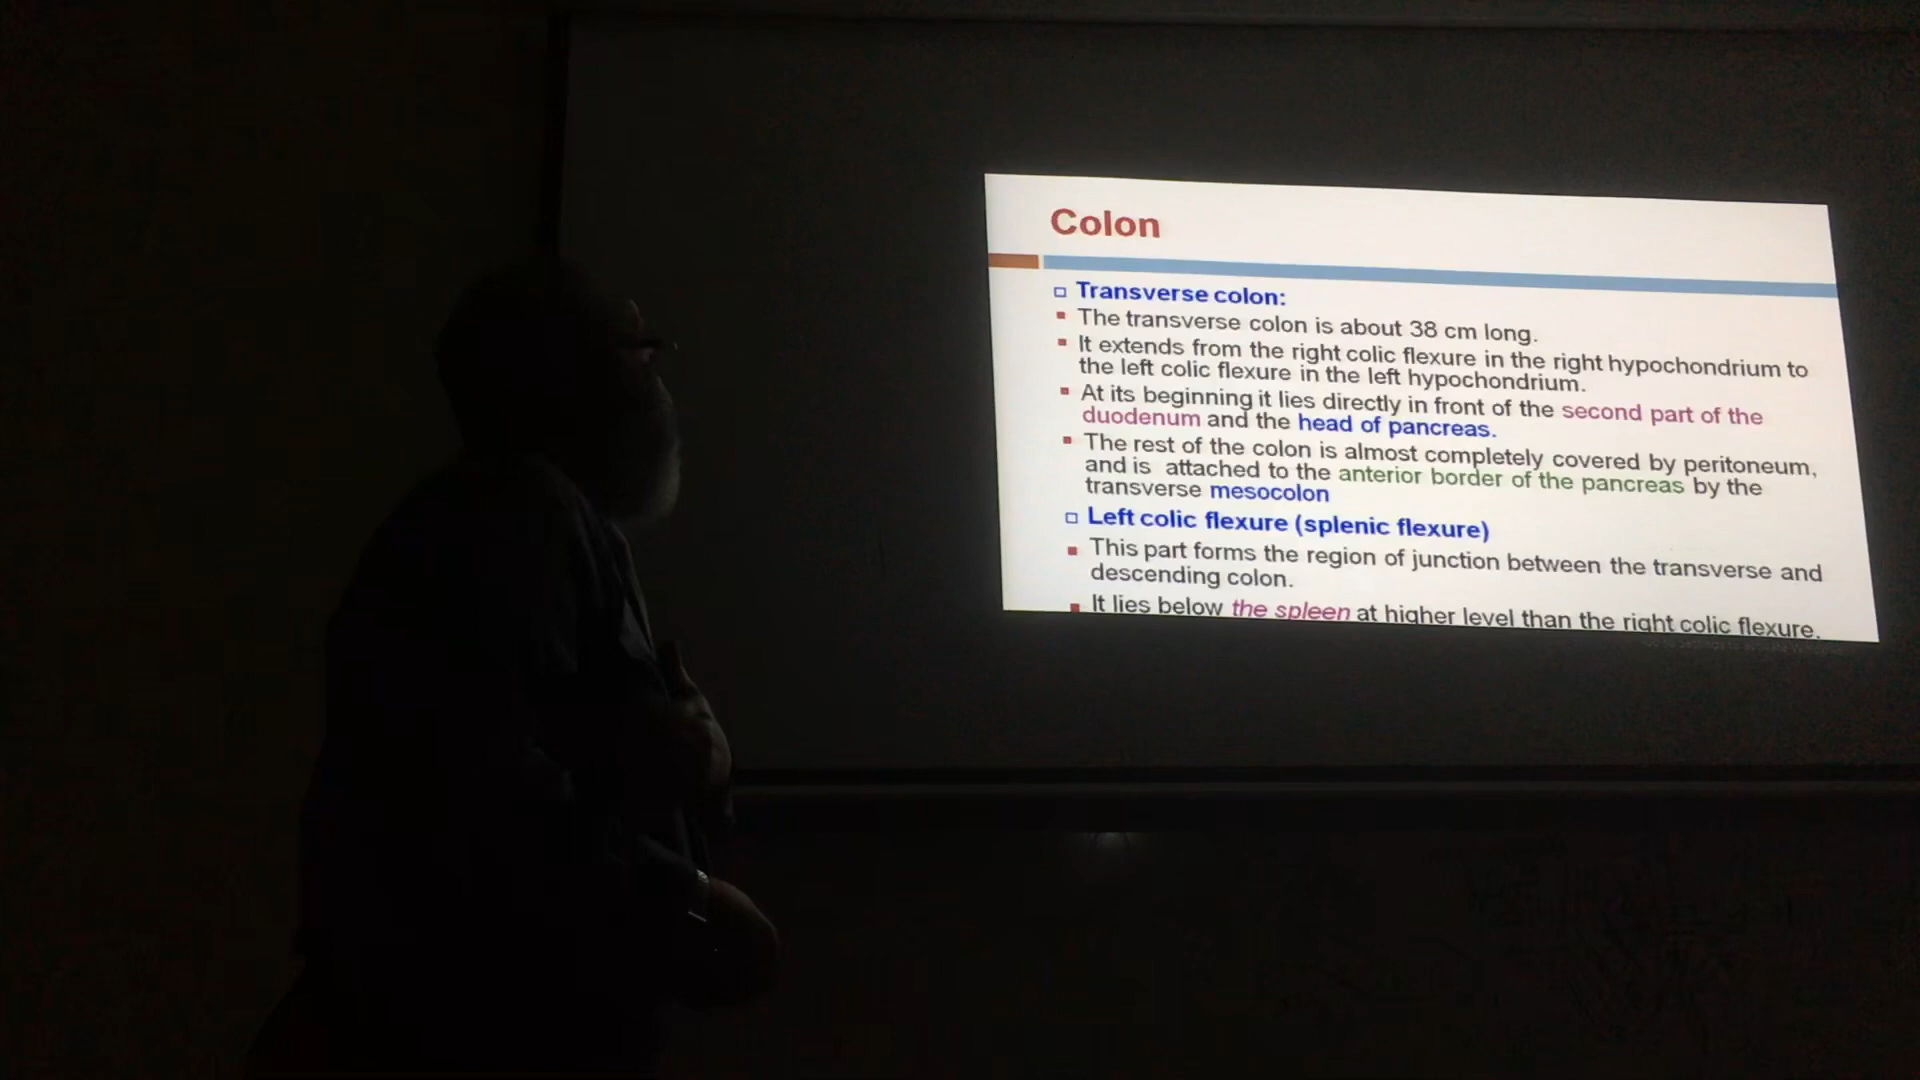 Colon
Transverse colon:
The transverse colon is about 38 cm long.
It extends from the right colic flexure in the right hypochondrium to
the left colic flexure in the left hypochondrium.
At its beginning it lies directly in front of the second part of the
duodenum and the head of pancreas.
The rest of the colon is almost completely covered by peritoneum,
and is attached to the anterior border of the pancreas by the
transverse mesocolon
Left colic flexure (splenic flexure)
This part forms the region of junction between the transverse and
descending colon.
It lies below the spleen at higher level than the right colic flexure.